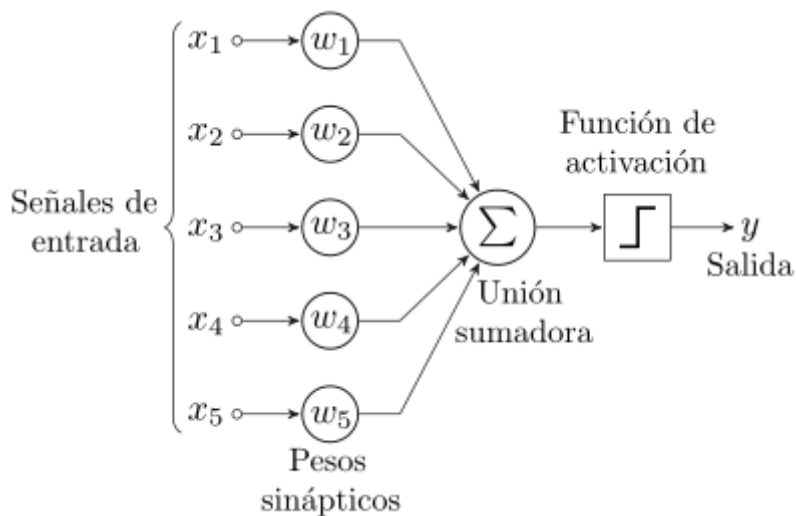 x1
w1
x2
w2
Función de
activación
Señales de
entrada
x3
w3
Σ
y
Salida
Unión
sumadora
x4
w4
x5
w5
Pesos
sinápticos